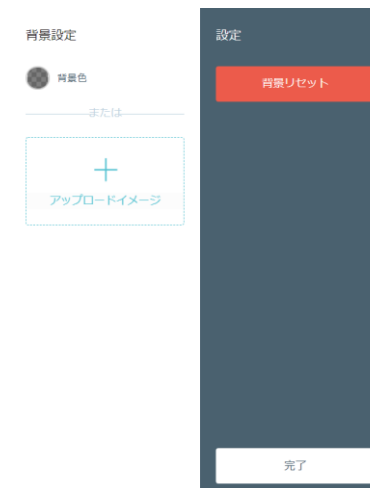 背景設定
背景色
または
アップロードイメージ
設定
背景リセット
完了